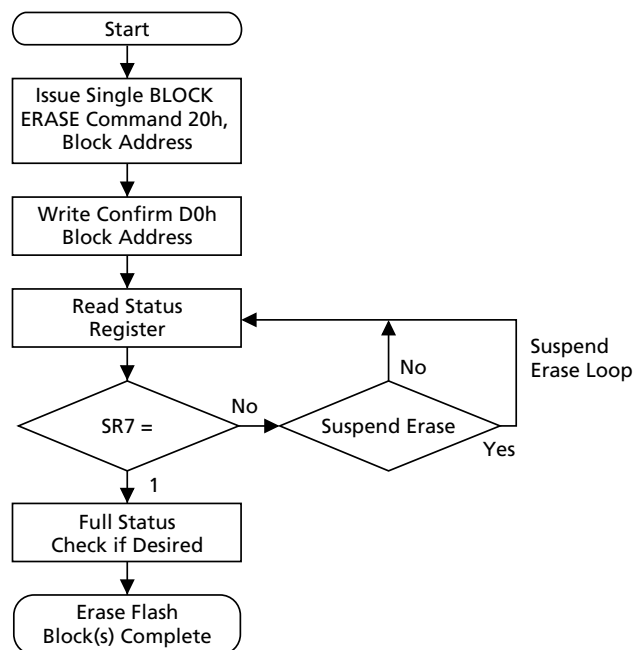 Start
Issue Single BLOCK
ERASE Command 20h,
Block Address
Write Confirm D0h
Block Address
Read Status
Register
Suspend
Erase Loop
No
No
SR7 =
Suspend Erase
Yes
1
Full Status
Check if Desired
Erase Flash
Block(s) Complete